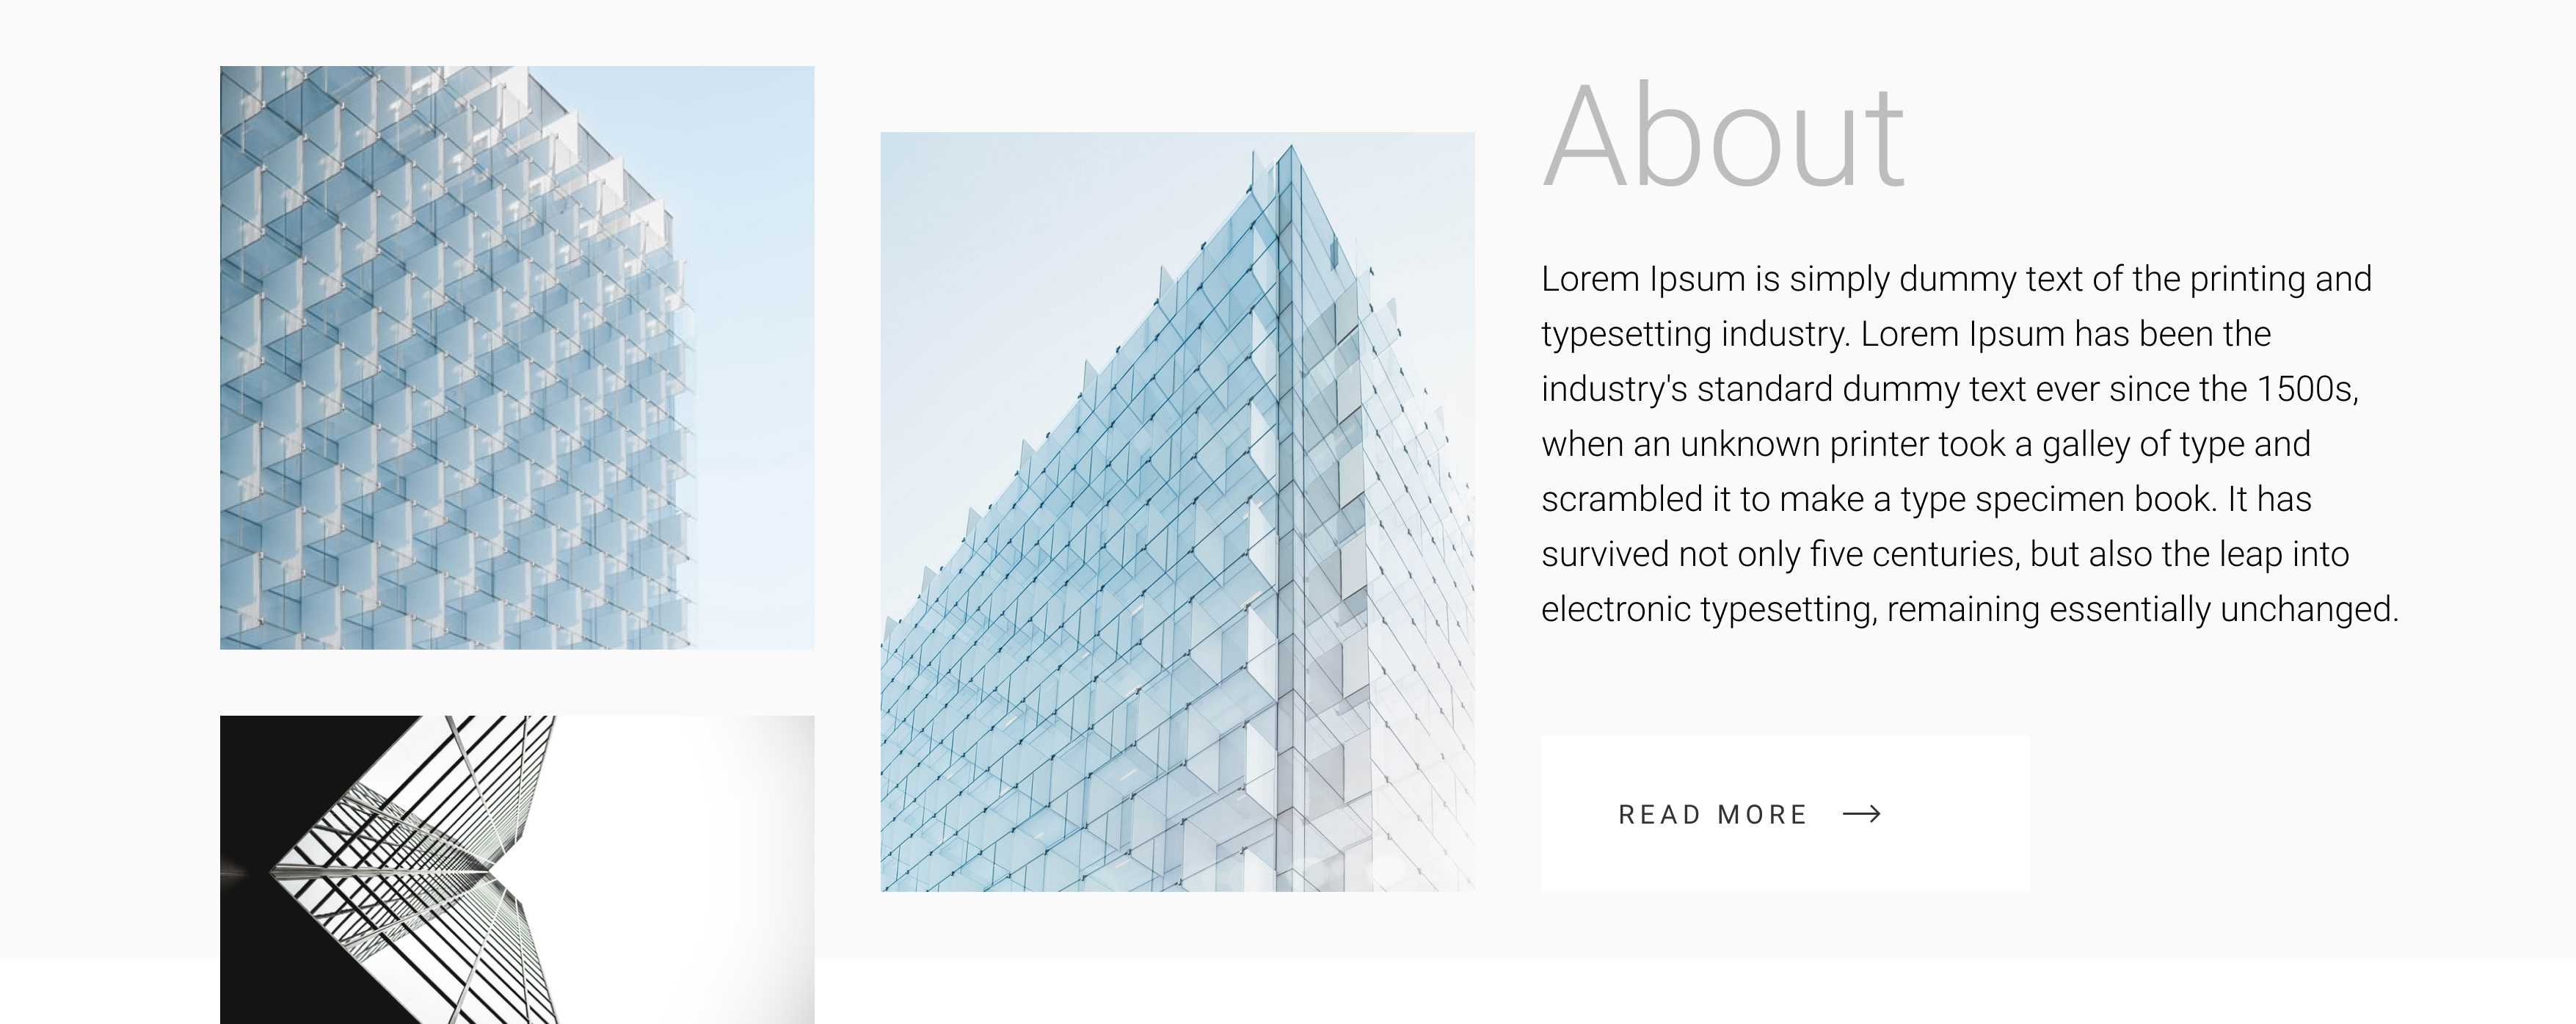 About
Lorem Ipsum is simply dummy text of the printing and
typesetting industry. Lorem Ipsum has been the
industry's standard dummy text ever since the 1500s,
when an unknown printer took a galley of type and
scrambled it to make a type specimen book. It has
survived not only five centuries, but also the leap into
electronic typesetting, remaining essentially unchanged.
READ MORE